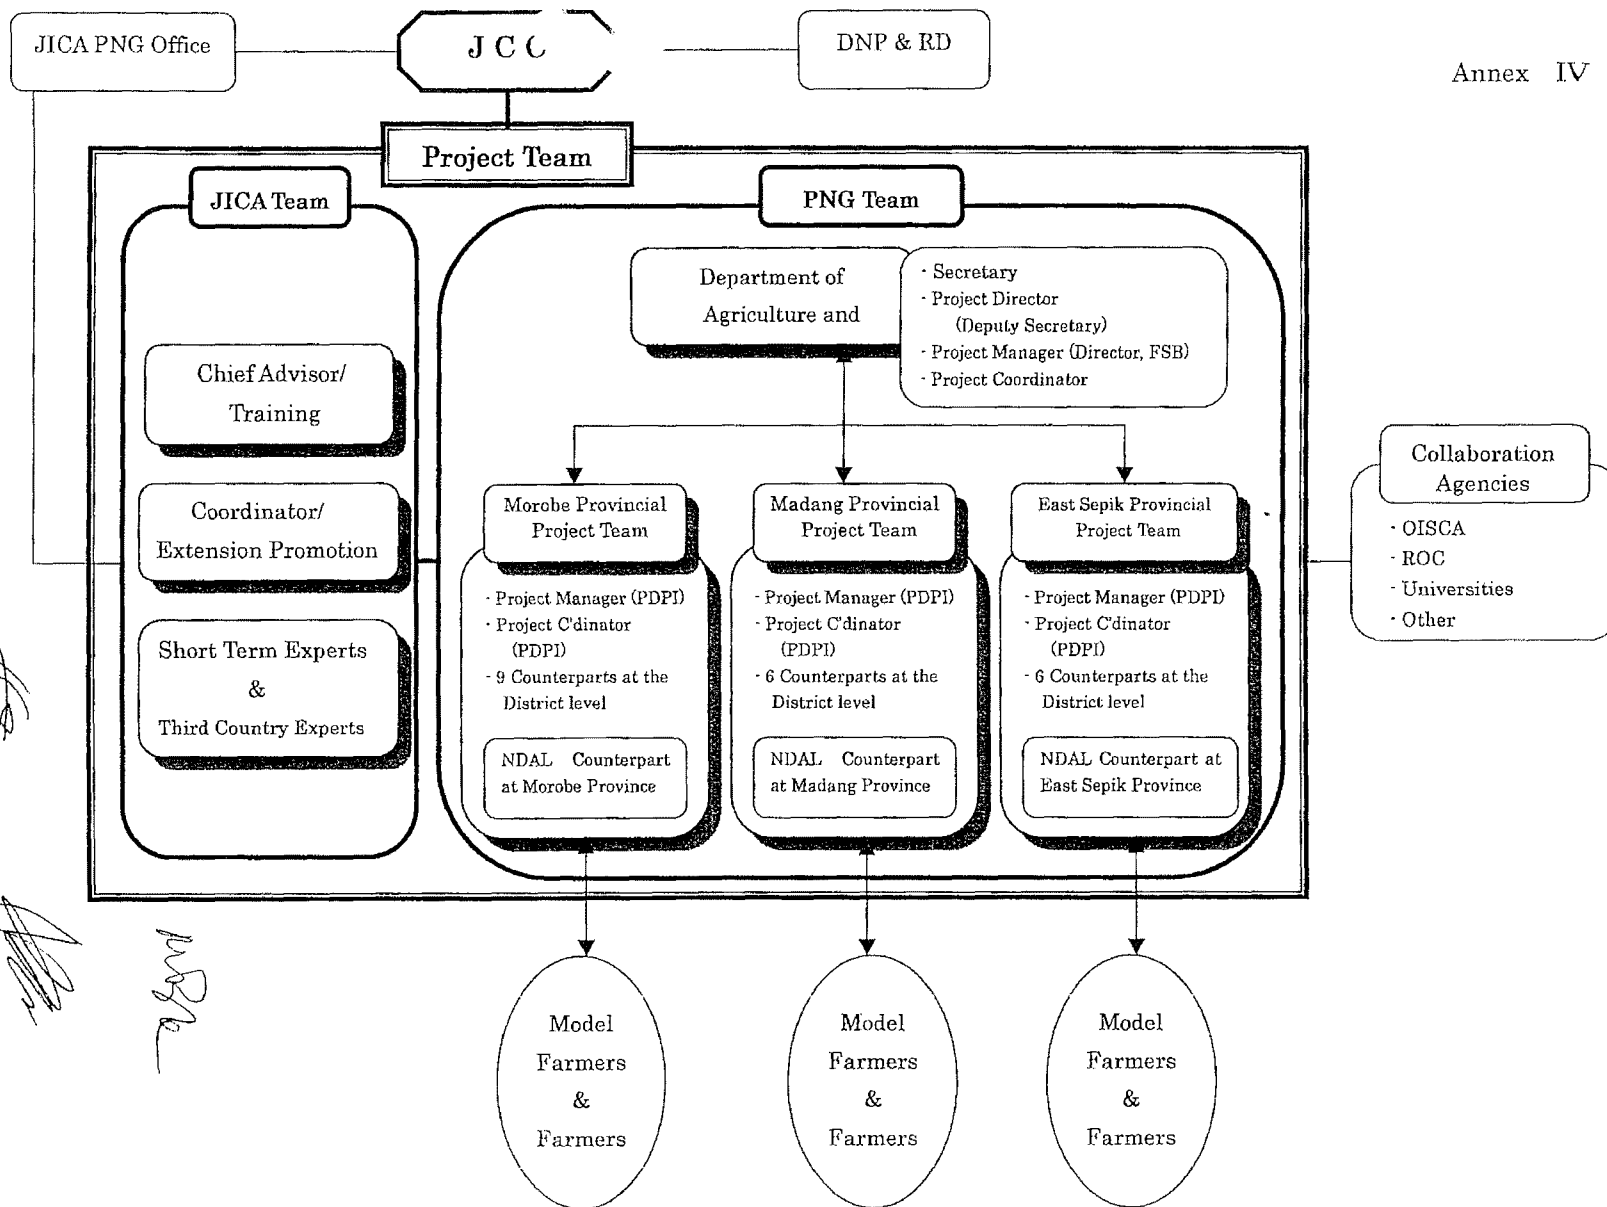 JICA PNG Office
J C C
DNP & RD
Annex IV
Project Team
JICA Team
PNG Team
Chief Advisor/
Training
Coordinator/
Extension Promotion
Short Term Experts
&
Third Country Experts
Department of
Agriculture and
- Secretary
- Project Director
(Deputy Secretary)
- Project Manager (Director, FSB)
- Project Coordinator
Morobe Provincial
Project Team
- Project Manager (PDPI)
- Project C'dinator
(PDPI)
- 9 Counterparts at the
District level
NDAL Counterpart
at Morobe Province
Madang Provincial
Project Team
- Project Manager (PDPI)
- Project C'dinator
(PDPI)
- 6 Counterparts at the
District level
NDAL Counterpart
at Madang Province
East Sepik Provincial
Project Team
- Project Manager (PDPI)
- Project C'dinator
(PDPI)
- 6 Counterparts at the
District level
NDAL Counterpart at
East Sepik Province
Collaboration
Agencies
- OISCA
- ROC
- Universities
- Other
Model
Farmers
&
Farmers
Model
Farmers
&
Farmers
Model
Farmers
&
Farmers